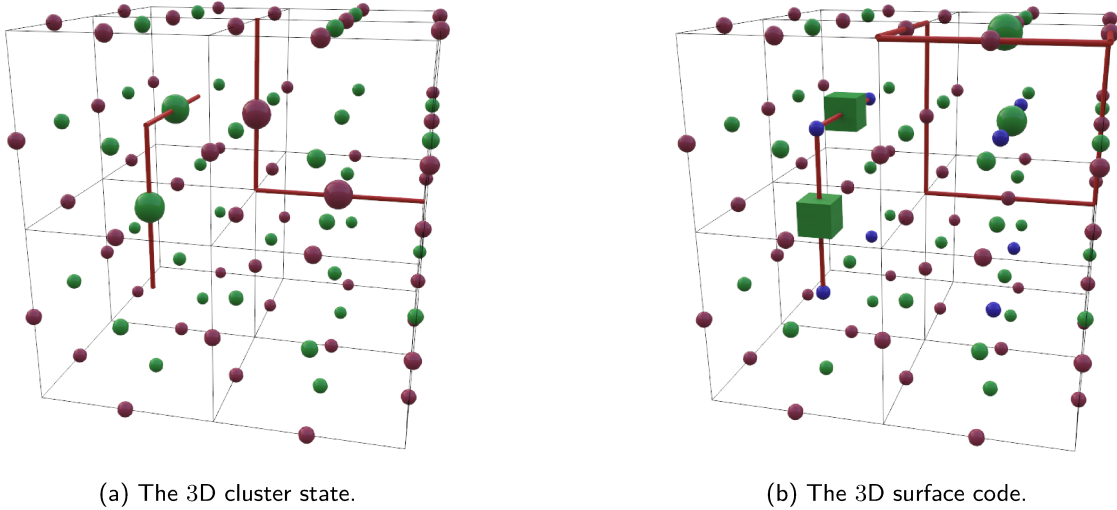 (a) The 3D cluster state.
(b) The 3D surface code.